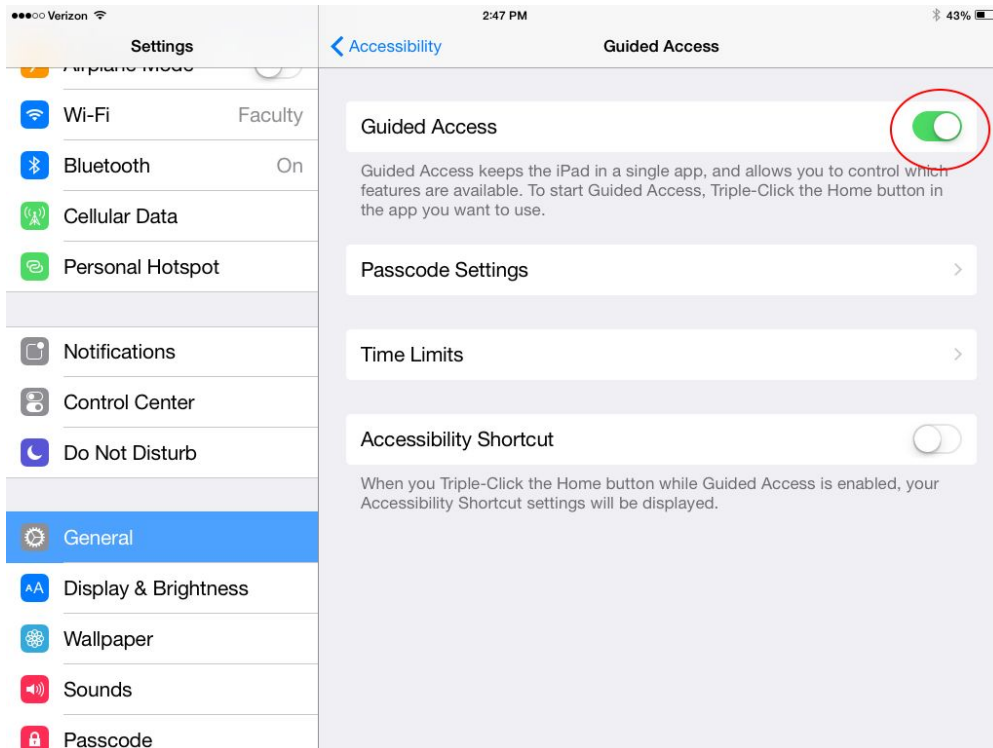 Verizon
2:47 PM
43%
Settings
Accessibility
Guided Access
Airplane Mode
Wi-Fi
Faculty
Bluetooth
On
Cellular Data
Personal Hotspot
Notifications
Control Center
Do Not Disturb
General
AA
Display & Brightness
Wallpaper
Sounds
Passcode
Guided Access
Guided Access keeps the iPad in a single app, and allows you to control which
features are available. To start Guided Access, Triple-Click the Home button in
the app you want to use.
Passcode Settings
Time Limits
Accessibility Shortcut
When you Triple-Click the Home button while Guided Access is enabled, your
Accessibility Shortcut settings will be displayed.